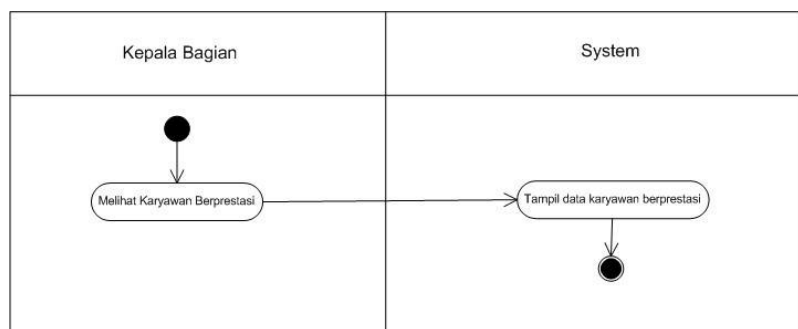 Kepala Bagian
System
Melihat Karyawan Berprestasi
Tampil data karyawan berprestasi